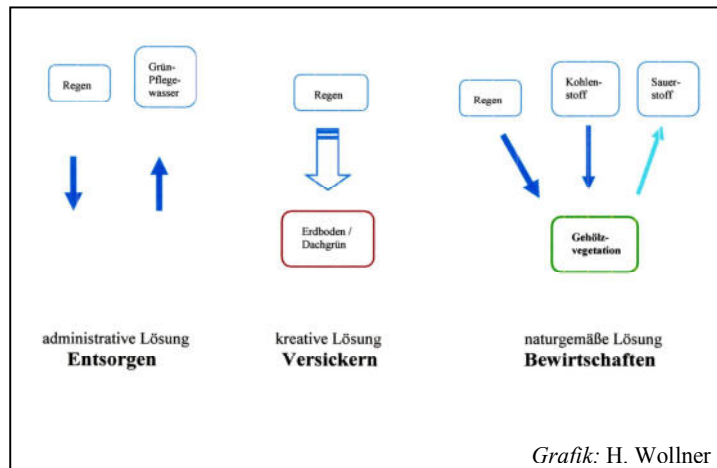 Regen
Grün-
Pflege-
wasser
administrative Lösung
Entsorgen
Regen
Erdboden /
Dachgrün
kreative Lösung
Versickern
Regen
Kohlen-
stoff
Sauer-
stoff
Gehölz-
vegetation
naturgemäße Lösung
Bewirtschaften
Grafik: H. Wollner